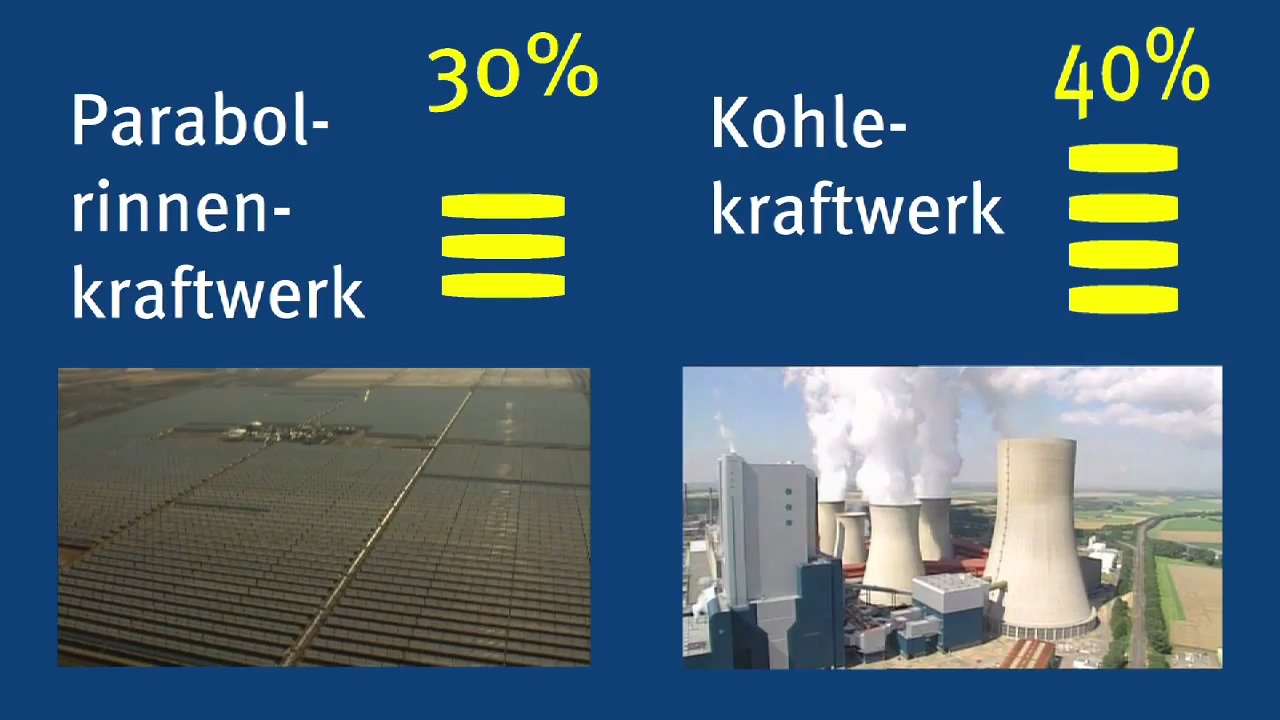 Parabol-
rinnen-
kraftwerk
30%
Kohle-
kraftwerk
40%